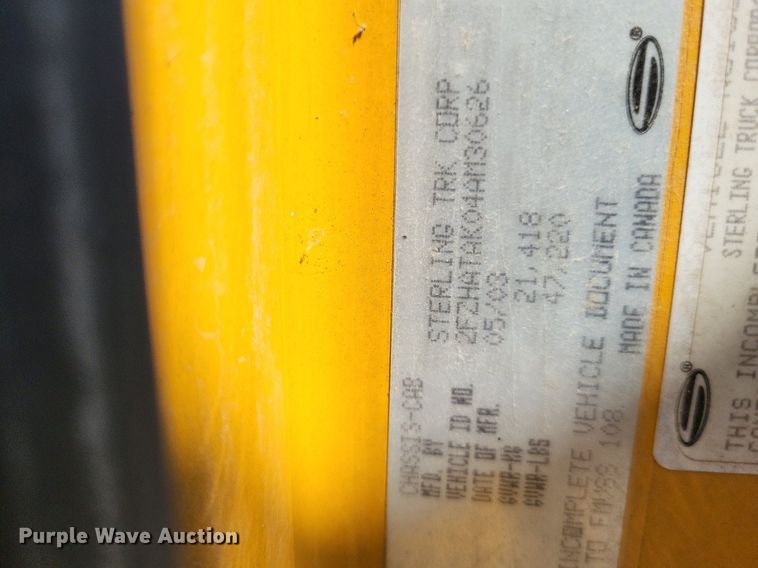 CHASSIS-CAB
MFD. BY STERLING TRK CORP
VEHICLE ID NO. 2FZHATAK04AM30626
DATE OF MFR. 05/03
GVWR-KG 21,418
GVWR-LBS 47,220
INCOMPLETE VEHICLE DOCUMENT
TO FMVSS 108 MADE IN CANADA
STERLING TRUCK
THIS INCOMPLE
Purple Wave Auction